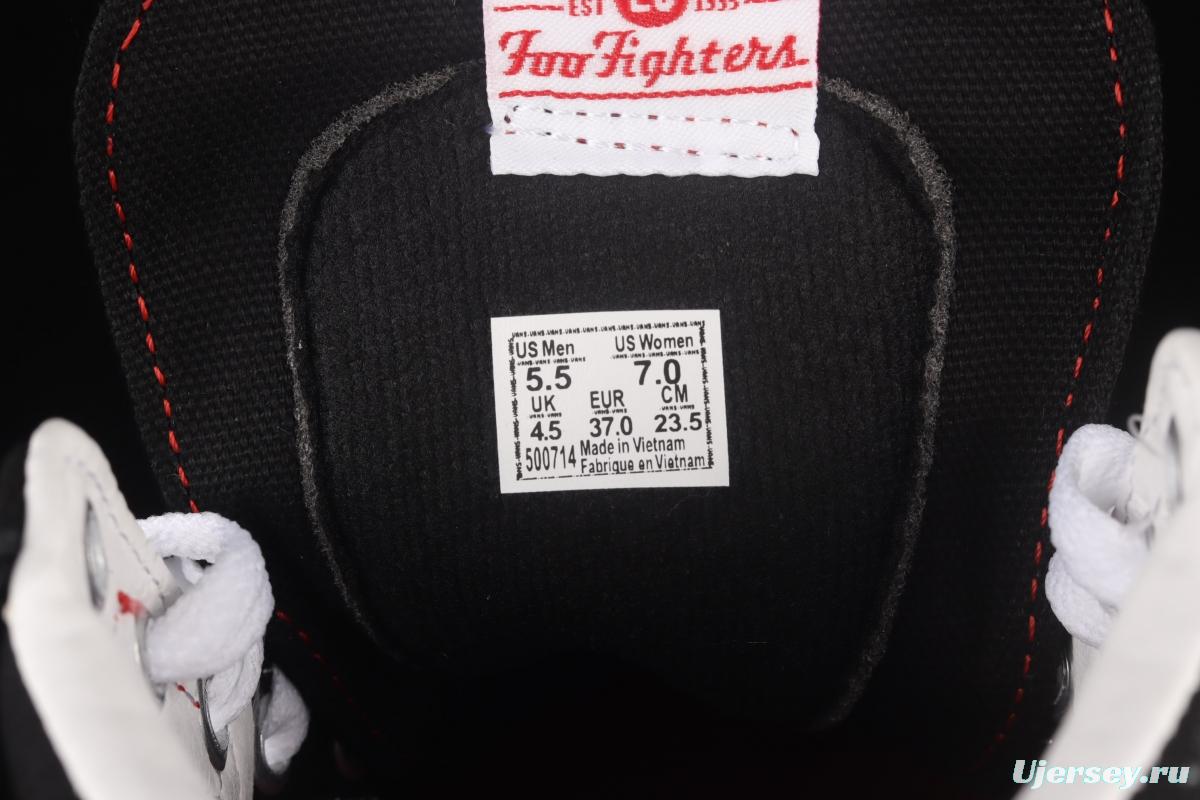 EST 1995
Foo Fighters
US Men US Women
5.5 7.0
UK EUR CM
4.5 37.0 23.5
500714 Made in Vietnam
Fabrique en Vietnam
Ujersey.ru